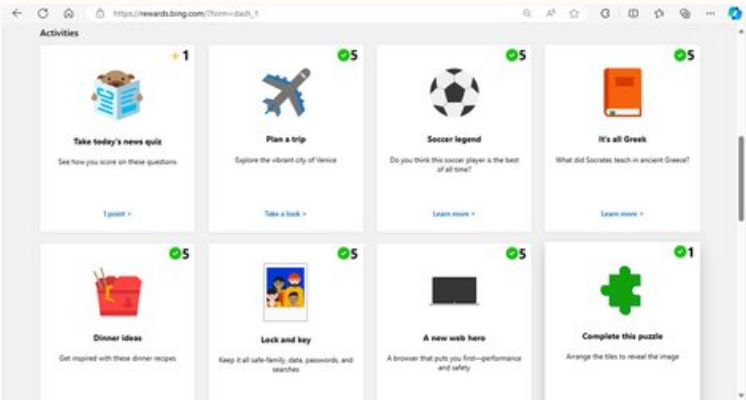 https://rewards.bing.com/?form=dash_1
Activities
+ 1
5
5
5
Take today's news quiz
See how you score on these questions
1 point >
Plan a trip
Explore the vibrant city of Venice
Take a look >
Soccer legend
Do you think this soccer player is the best
of all time?
Learn more >
It's all Greek
What did Socrates teach in ancient Greece?
Learn more >
5
5
5
1
Dinner ideas
Get inspired with these dinner recipes
Lock and key
Keep it all safe-family, data, passwords, and
searches
A new web hero
A browser that puts you first—performance
and safety
Complete this puzzle
Arrange the tiles to reveal the image